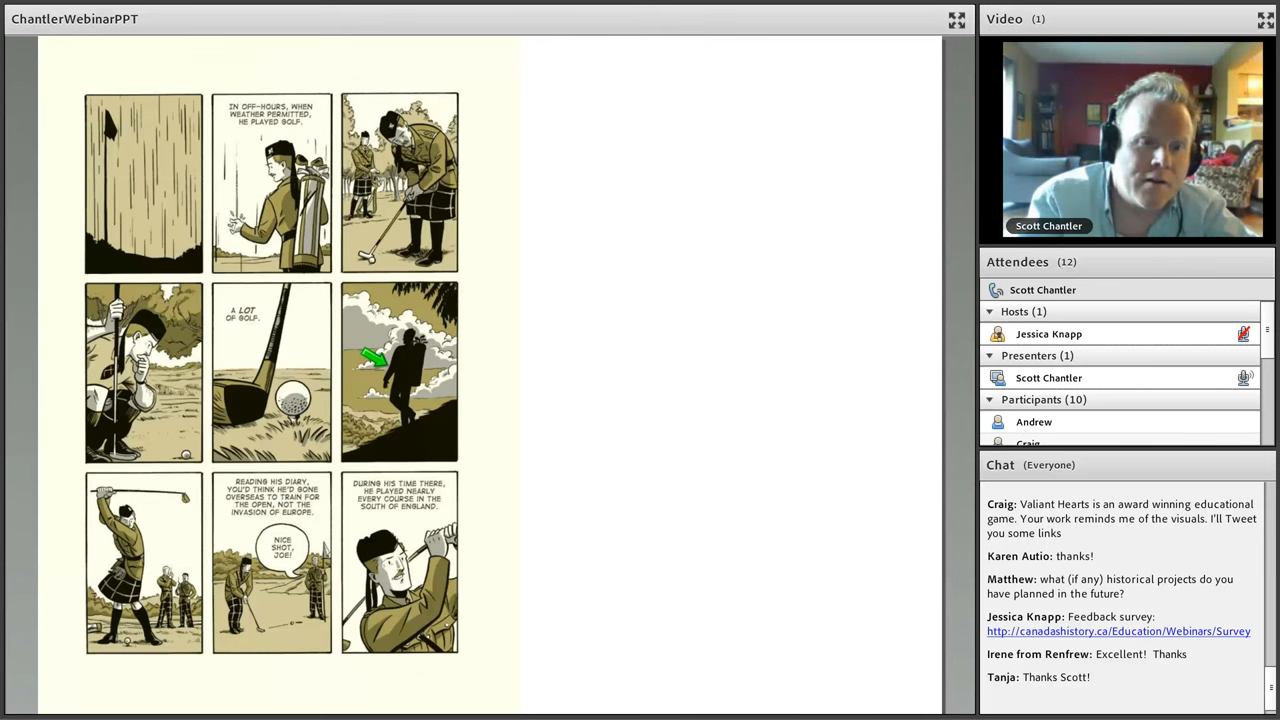 ChantlerWebinarPPT
IN OFF-HOURS, WHEN
WEATHER PERMITTED,
HE PLAYED GOLF.
A LOT
OF GOLF.
READING HIS DIARY,
YOU'D THINK HE'D GONE
OVERSEAS TO TRAIN FOR
THE OPEN, NOT THE
INVASION OF EUROPE.
NICE
SHOT,
JOE!
DURING HIS TIME THERE,
HE PLAYED NEARLY
EVERY COURSE IN THE
SOUTH OF ENGLAND.
Video (1)
Scott Chantler
Attendees (12)
Scott Chantler
Hosts (1)
Jessica Knapp
Presenters (1)
Scott Chantler
Participants (10)
Andrew
Craig
Chat (Everyone)
Craig: Valiant Hearts is an award winning educational
game. Your work reminds me of the visuals. I'll Tweet
you some links
Karen Autio: thanks!
Matthew: what (if any) historical projects do you
have planned in the future?
Jessica Knapp: Feedback survey:
http://canadashistory.ca/Education/Webinars/Survey
Irene from Renfrew: Excellent! Thanks
Tanja: Thanks Scott!